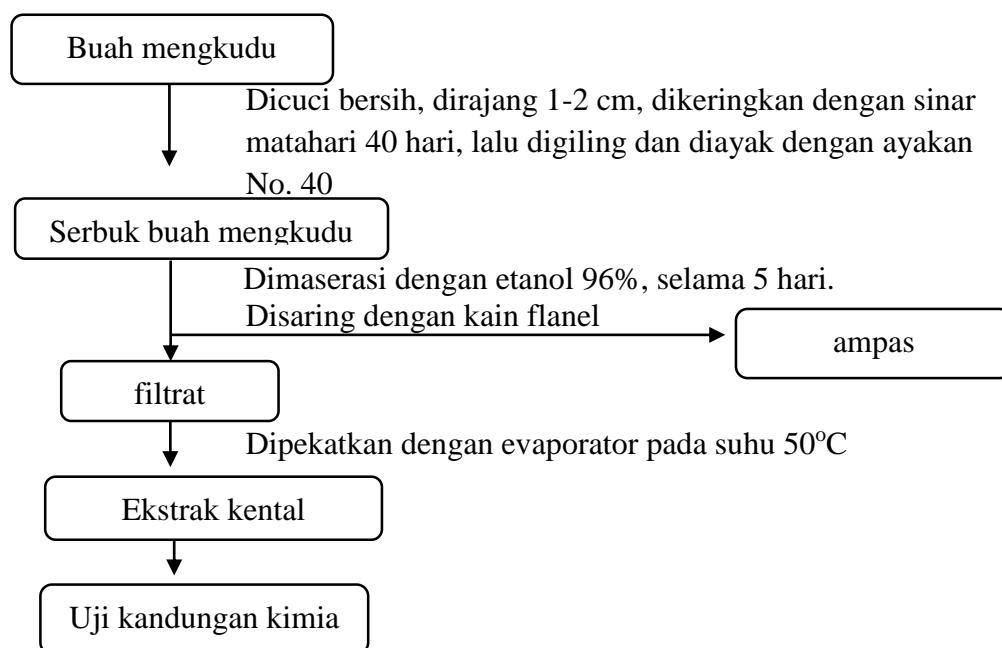 Buah mengkudu
Dicuci bersih, dirajang 1-2 cm, dikeringkan dengan sinar
matahari 40 hari, lalu digiling dan diayak dengan ayakan
No. 40
Serbuk buah mengkudu
Dimaserasi dengan etanol 96%, selama 5 hari.
Disaring dengan kain flanel
ampas
filtrat
Dipekatkan dengan evaporator pada suhu 50°C
Ekstrak kental
Uji kandungan kimia